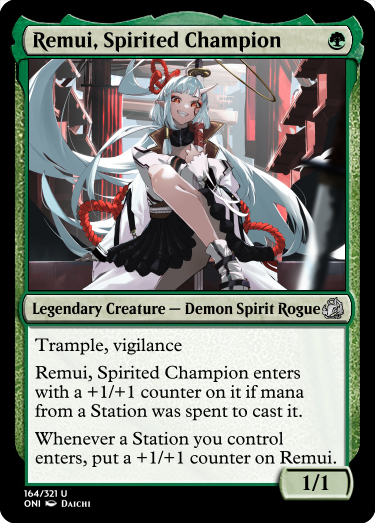 Remui, Spirited Champion
Legendary Creature — Demon Spirit Rogue
Trample, vigilance
Remui, Spirited Champion enters
with a +1/+1 counter on it if mana
from a Station was spent to cast it.
Whenever a Station you control
enters, put a +1/+1 counter on Remui.
1/1
164/321 U
ONI Daichi